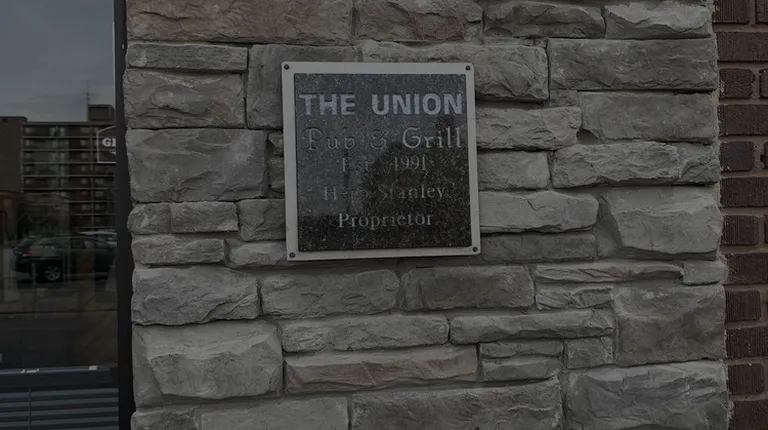 THE UNION
Pub & Grill
Est. 1991
Stanley
Proprietor